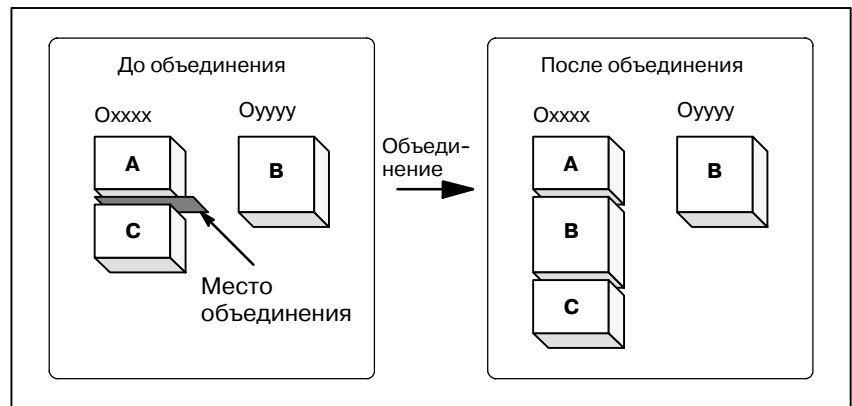 До объединения
Oxxxx
Oyyyy
A
B
C
Место
объединения
Объеди-
нение
После объединения
Oxxxx
Oyyyy
A
B
B
C